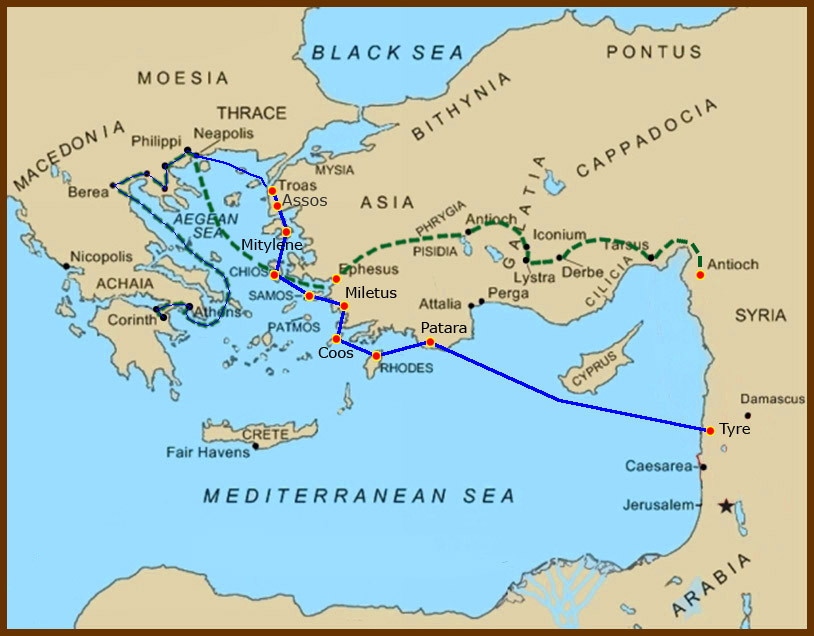 BLACK SEA
PONTUS
MOESIA
BITHYNIA
THRACE
CAPPADOCIA
MACEDONIA
Philippi
Neapolis
MYSIA
Berea
Troas
Assos
ASIA
GALATIA
AEGEAN
SEA
PHRYGIA
Antioch
Iconium
Mitylene
PISIDIA
Tarsus
Nicopolis
CHIOS
Ephesus
Lystra
Derbe
CILICIA
Antioch
ACHAIA
SAMOS
Miletus
Attalia
Perga
Athens
Corinth
PATMOS
Patara
SYRIA
Coos
RHODES
CYPRUS
Damascus
CRETE
Tyre
Fair Havens
Caesarea
MEDITERRANEAN SEA
Jerusalem
ARABIA